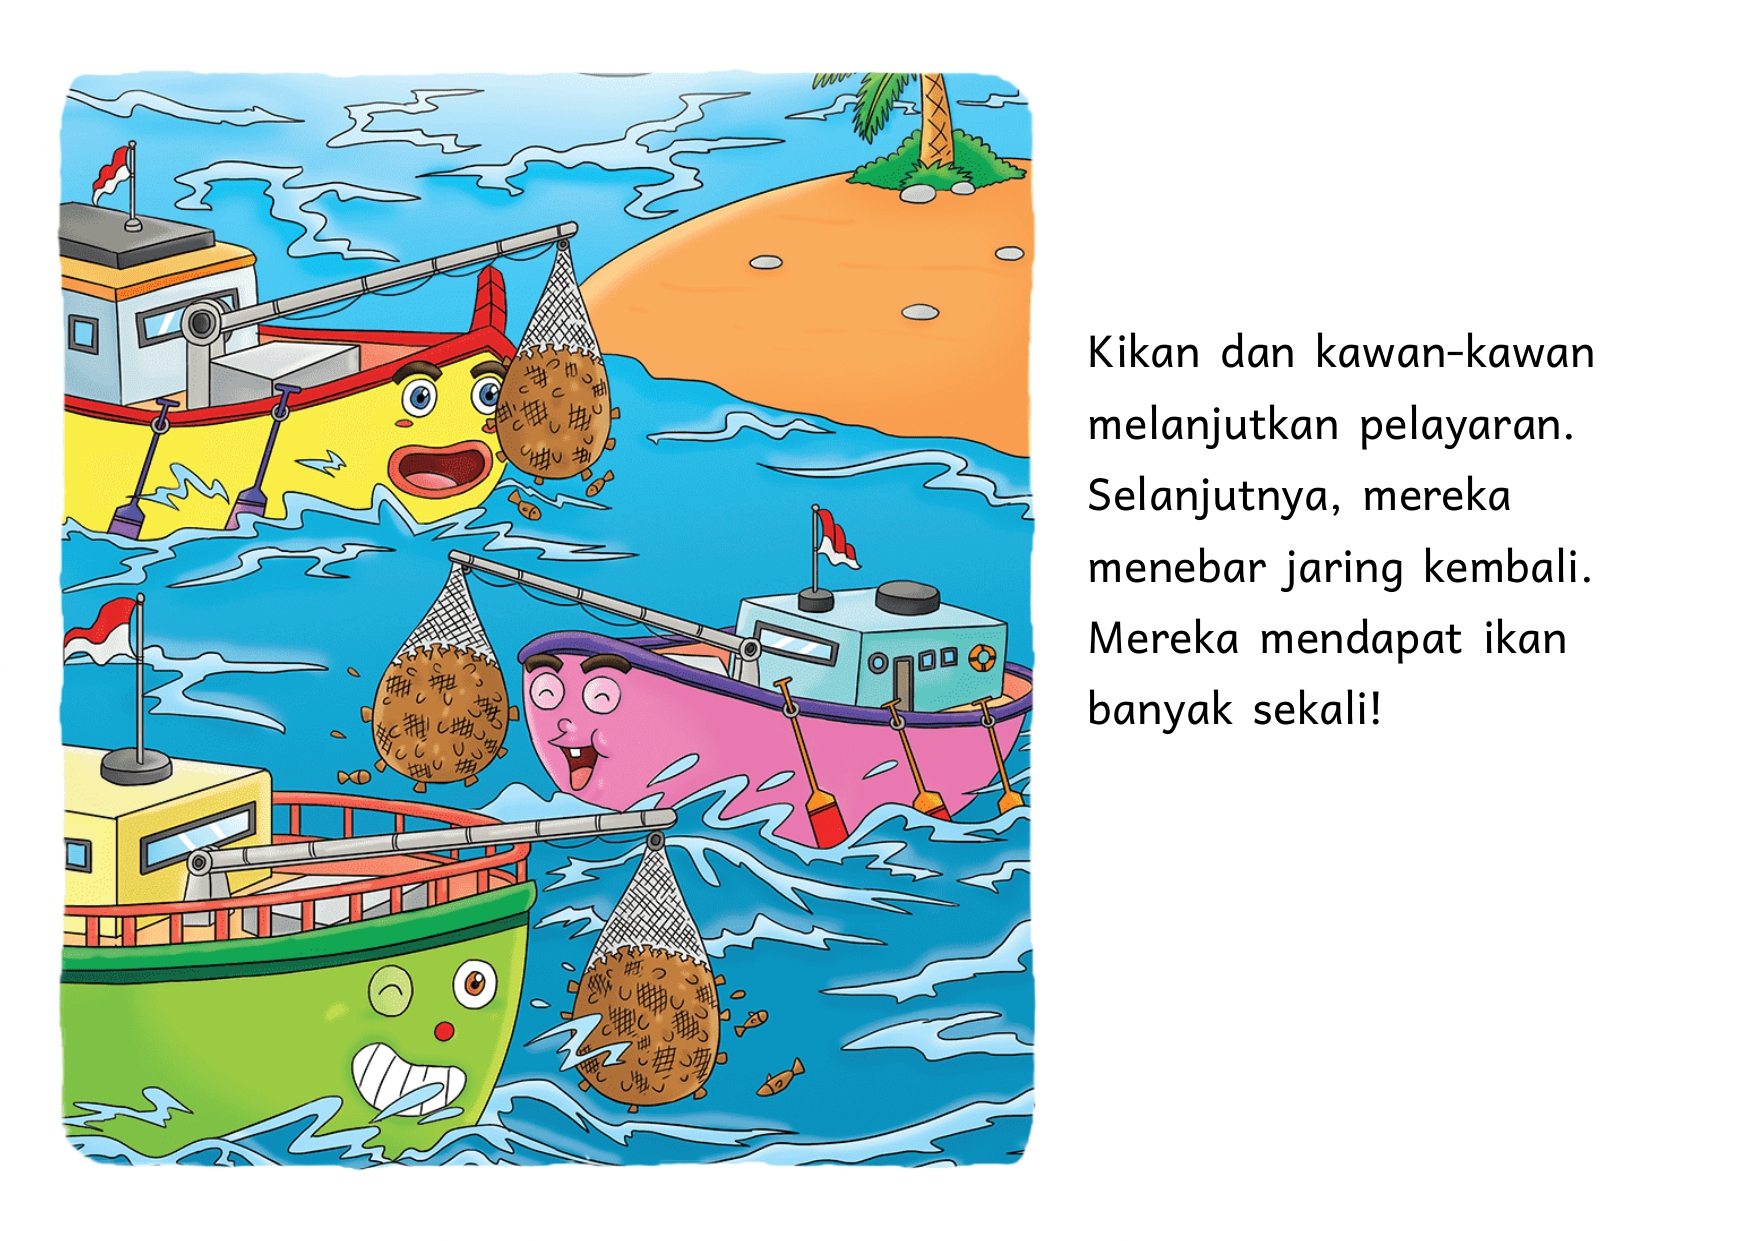 Kikan dan kawan-kawan
melanjutkan pelayaran.
Selanjutnya, mereka
menebar jaring kembali.
Mereka mendapat ikan
banyak sekali!